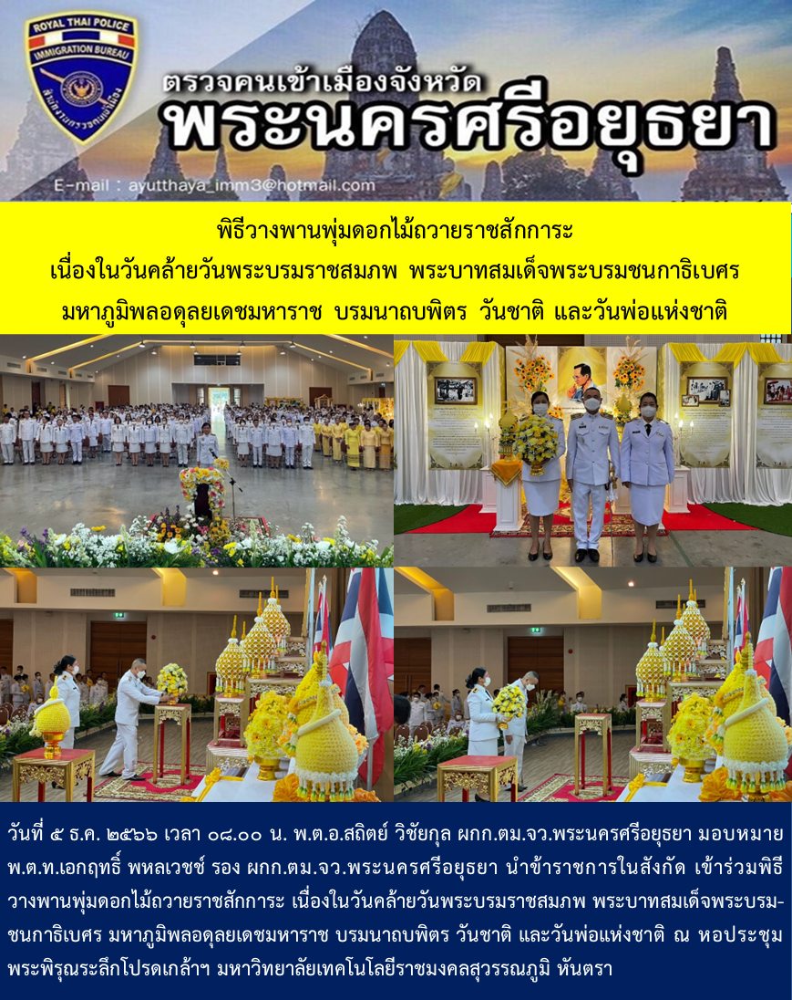 ROYAL THAI POLICE
IMMIGRATION BUREAU
สำนักงานตรวจคนเข้าเมือง
ตรวจคนเข้าเมืองจังหวัด
พระนครศรีอยุธยา
E-mail : ayutthaya_imm3@hotmail.com
พิธีวางพานพุ่มดอกไม้ถวายราชสักการะ
เนื่องในวันคล้ายวันพระบรมราชสมภพ พระบาทสมเด็จพระบรมชนกาธิเบศร
มหาภูมิพลอดุลยเดชมหาราช บรมนาถบพิตร วันชาติ และวันพ่อแห่งชาติ
วันที่ ๕ ธ.ค. ๒๕๖๖ เวลา ๐๘.๐๐ น. พ.ต.อ.สถิตย์ วิชัยกุล ผกก.ตม.จว.พระนครศรีอยุธยา มอบหมาย
พ.ต.ท.เอกฤทธิ์ พหลเวชช์ รอง ผกก.ตม.จว.พระนครศรีอยุธยา นำข้าราชการในสังกัด เข้าร่วมพิธี
วางพานพุ่มดอกไม้ถวายราชสักการะ เนื่องในวันคล้ายวันพระบรมราชสมภพ พระบาทสมเด็จพระบรม-
ชนกาธิเบศร มหาภูมิพลอดุลยเดชมหาราช บรมนาถบพิตร วันชาติ และวันพ่อแห่งชาติ ณ หอประชุม
พระพิรุณระลึกโปรดเกล้าฯ มหาวิทยาลัยเทคโนโลยีราชมงคลสุวรรณภูมิ หันตรา